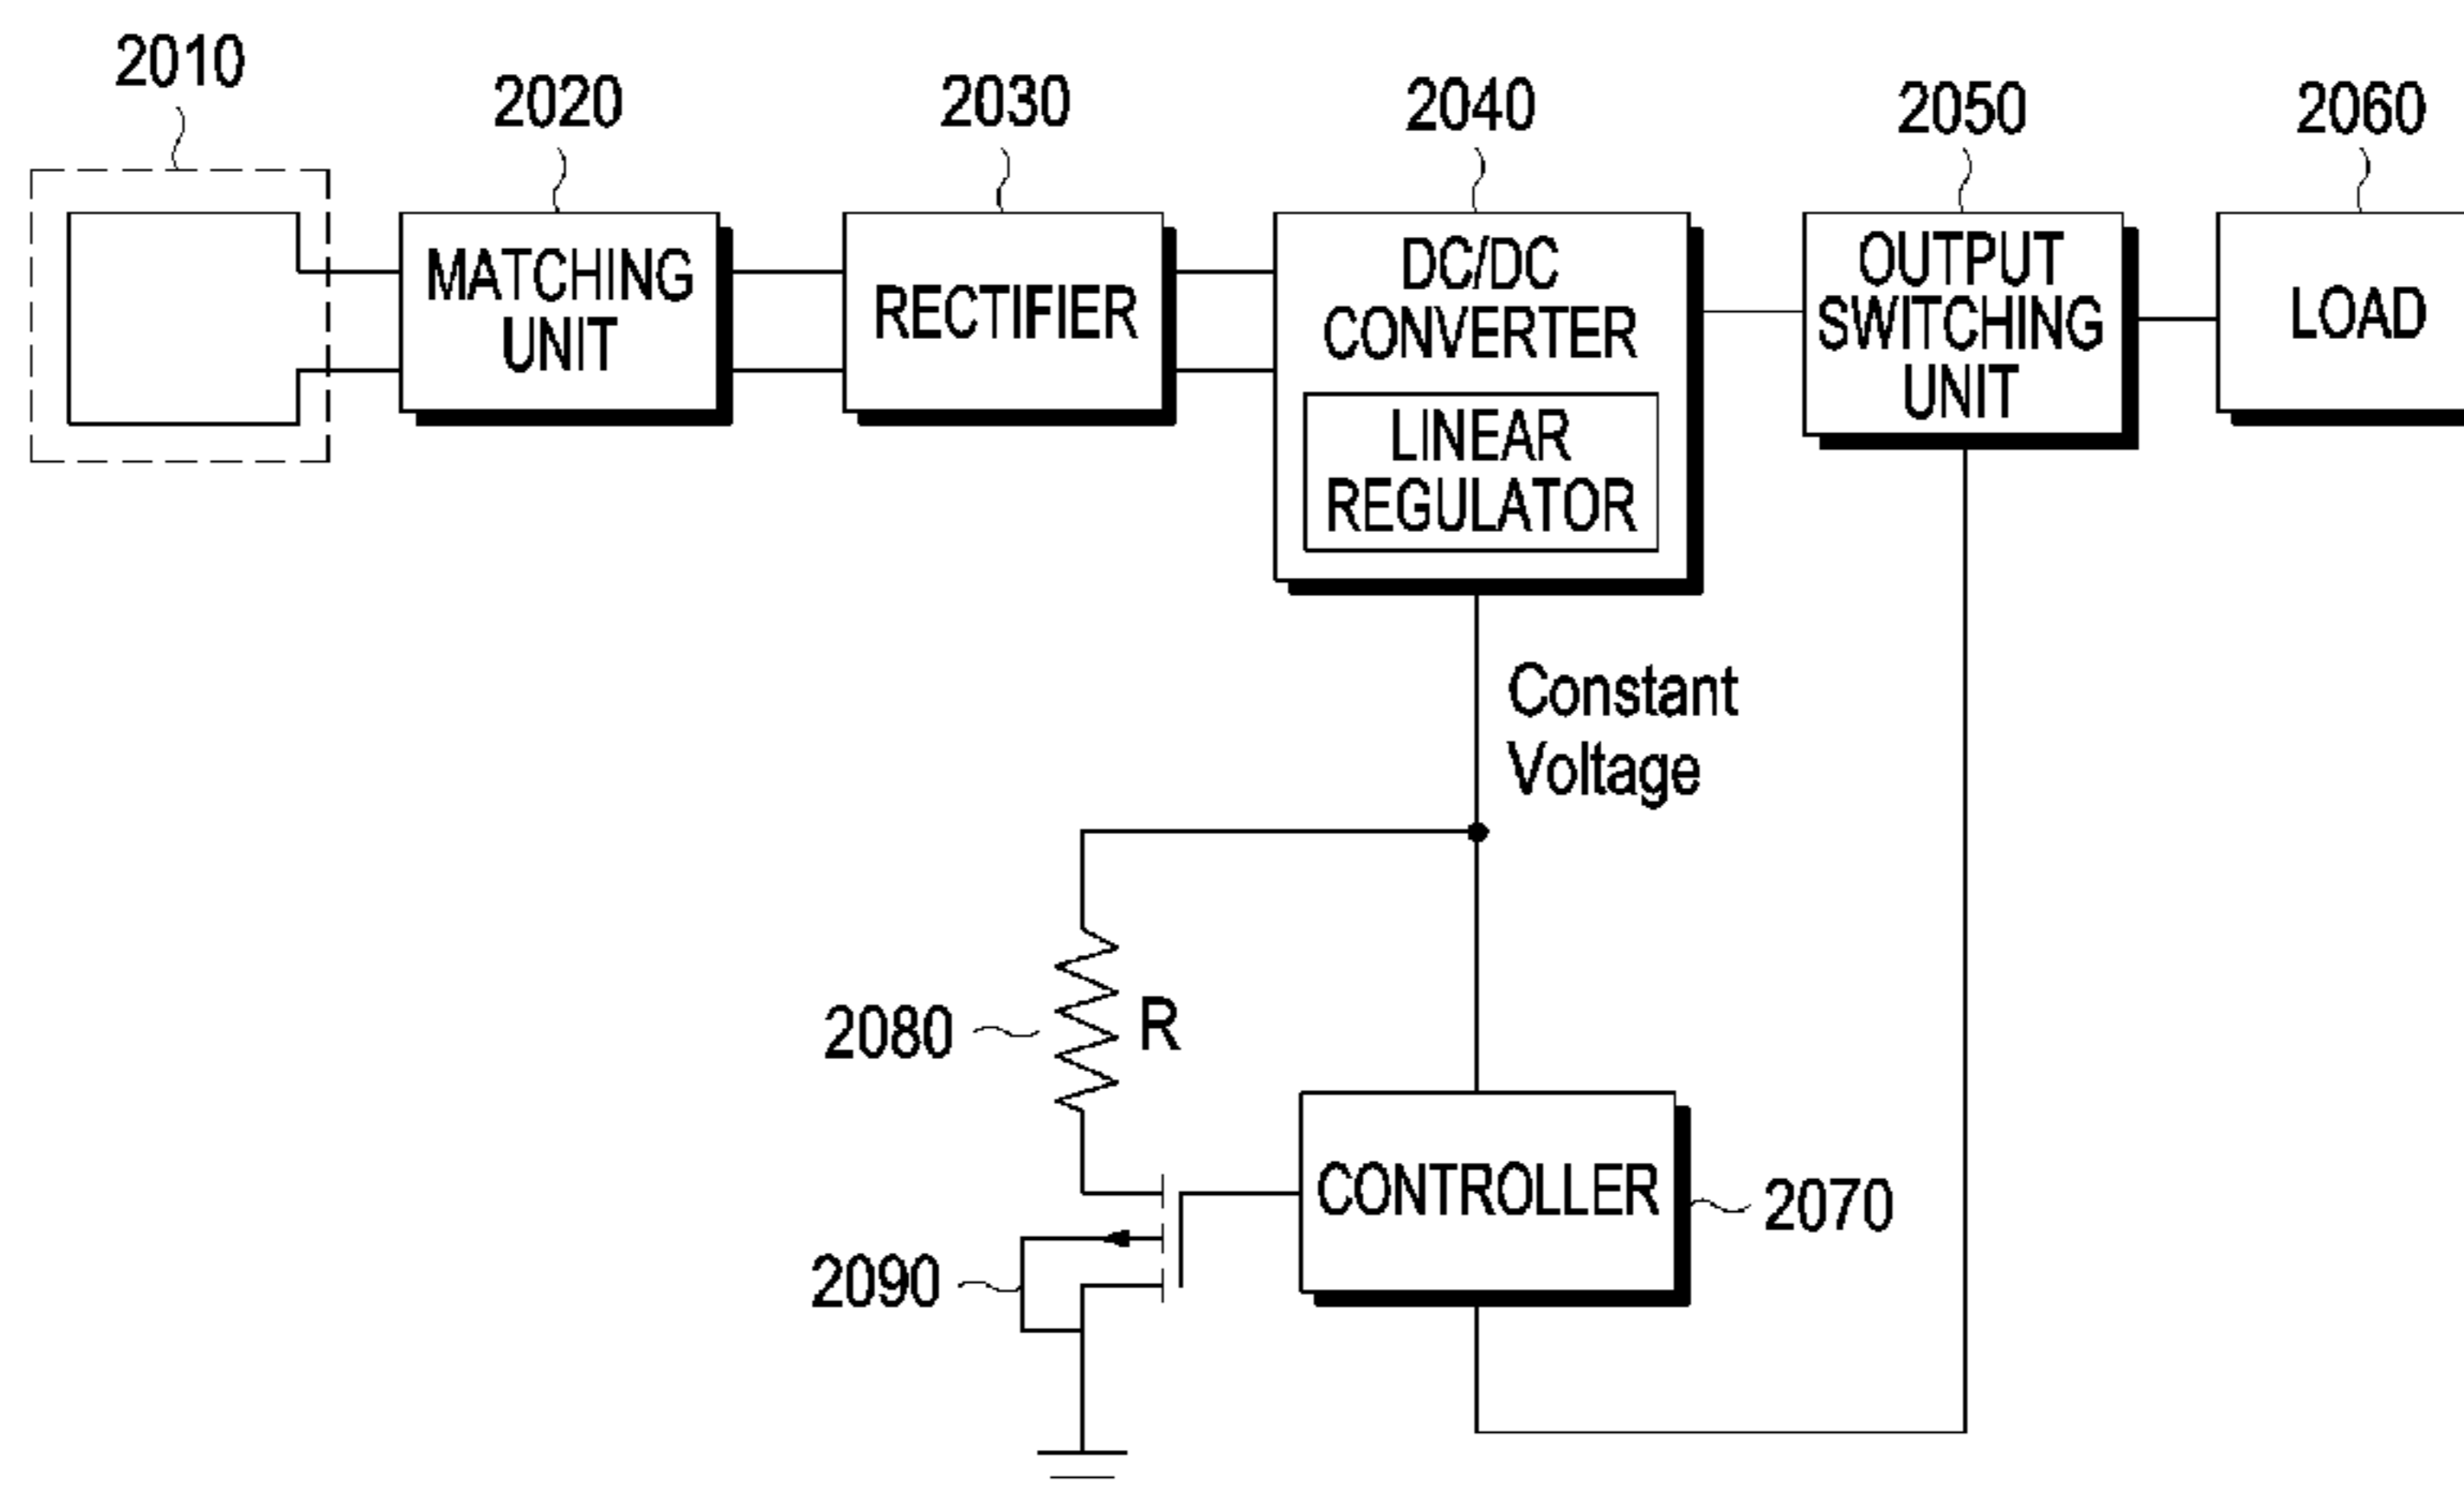 2010
2020
2030
2040
2050
2060
MATCHING
UNIT
RECTIFIER
DC/DC
CONVERTER
LINEAR
REGULATOR
OUTPUT
SWITCHING
UNIT
LOAD
Constant
Voltage
2080
R
CONTROLLER
2070
2090